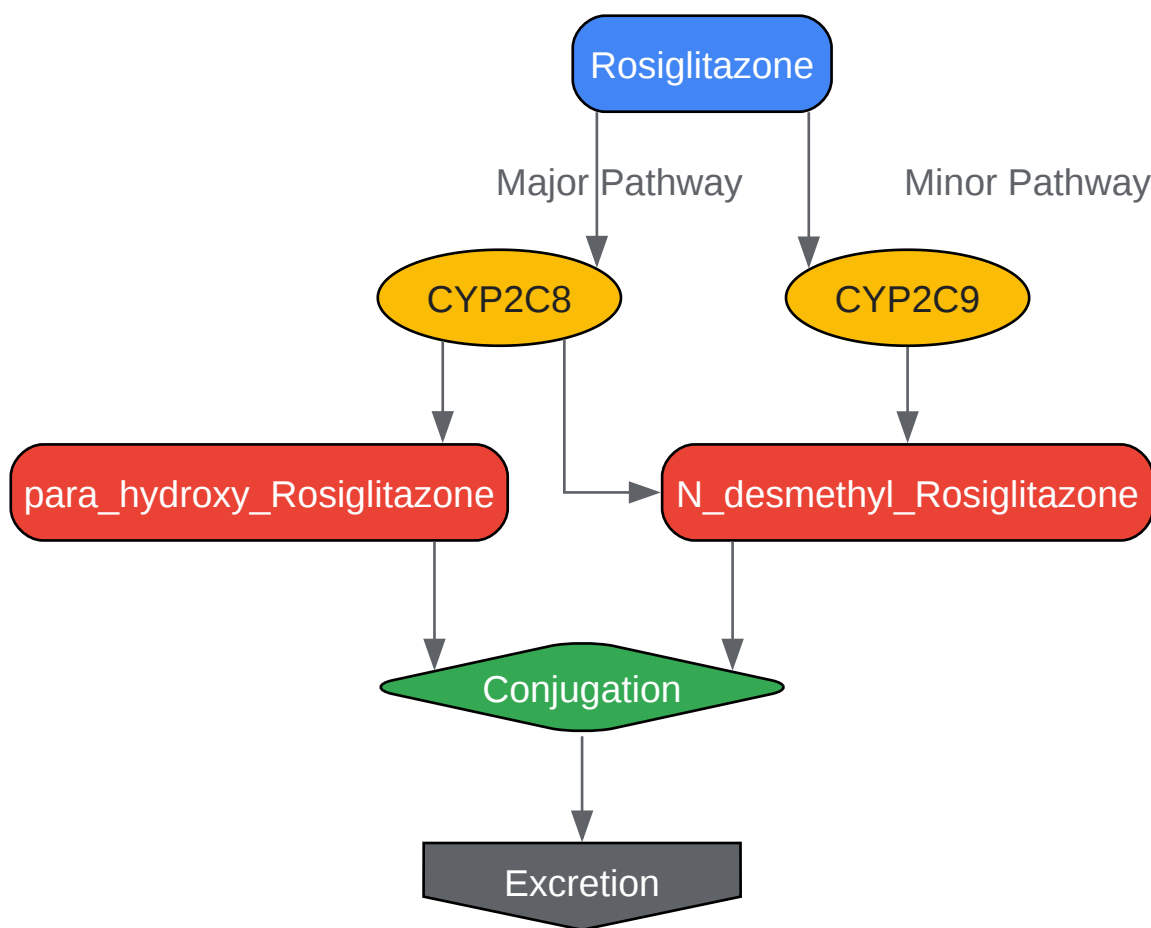 Rosiglitazone
Major Pathway
Minor Pathway
CYP2C8
CYP2C9
para_hydroxy_Rosiglitazone
N_desmethyl_Rosiglitazone
Conjugation
Excretion